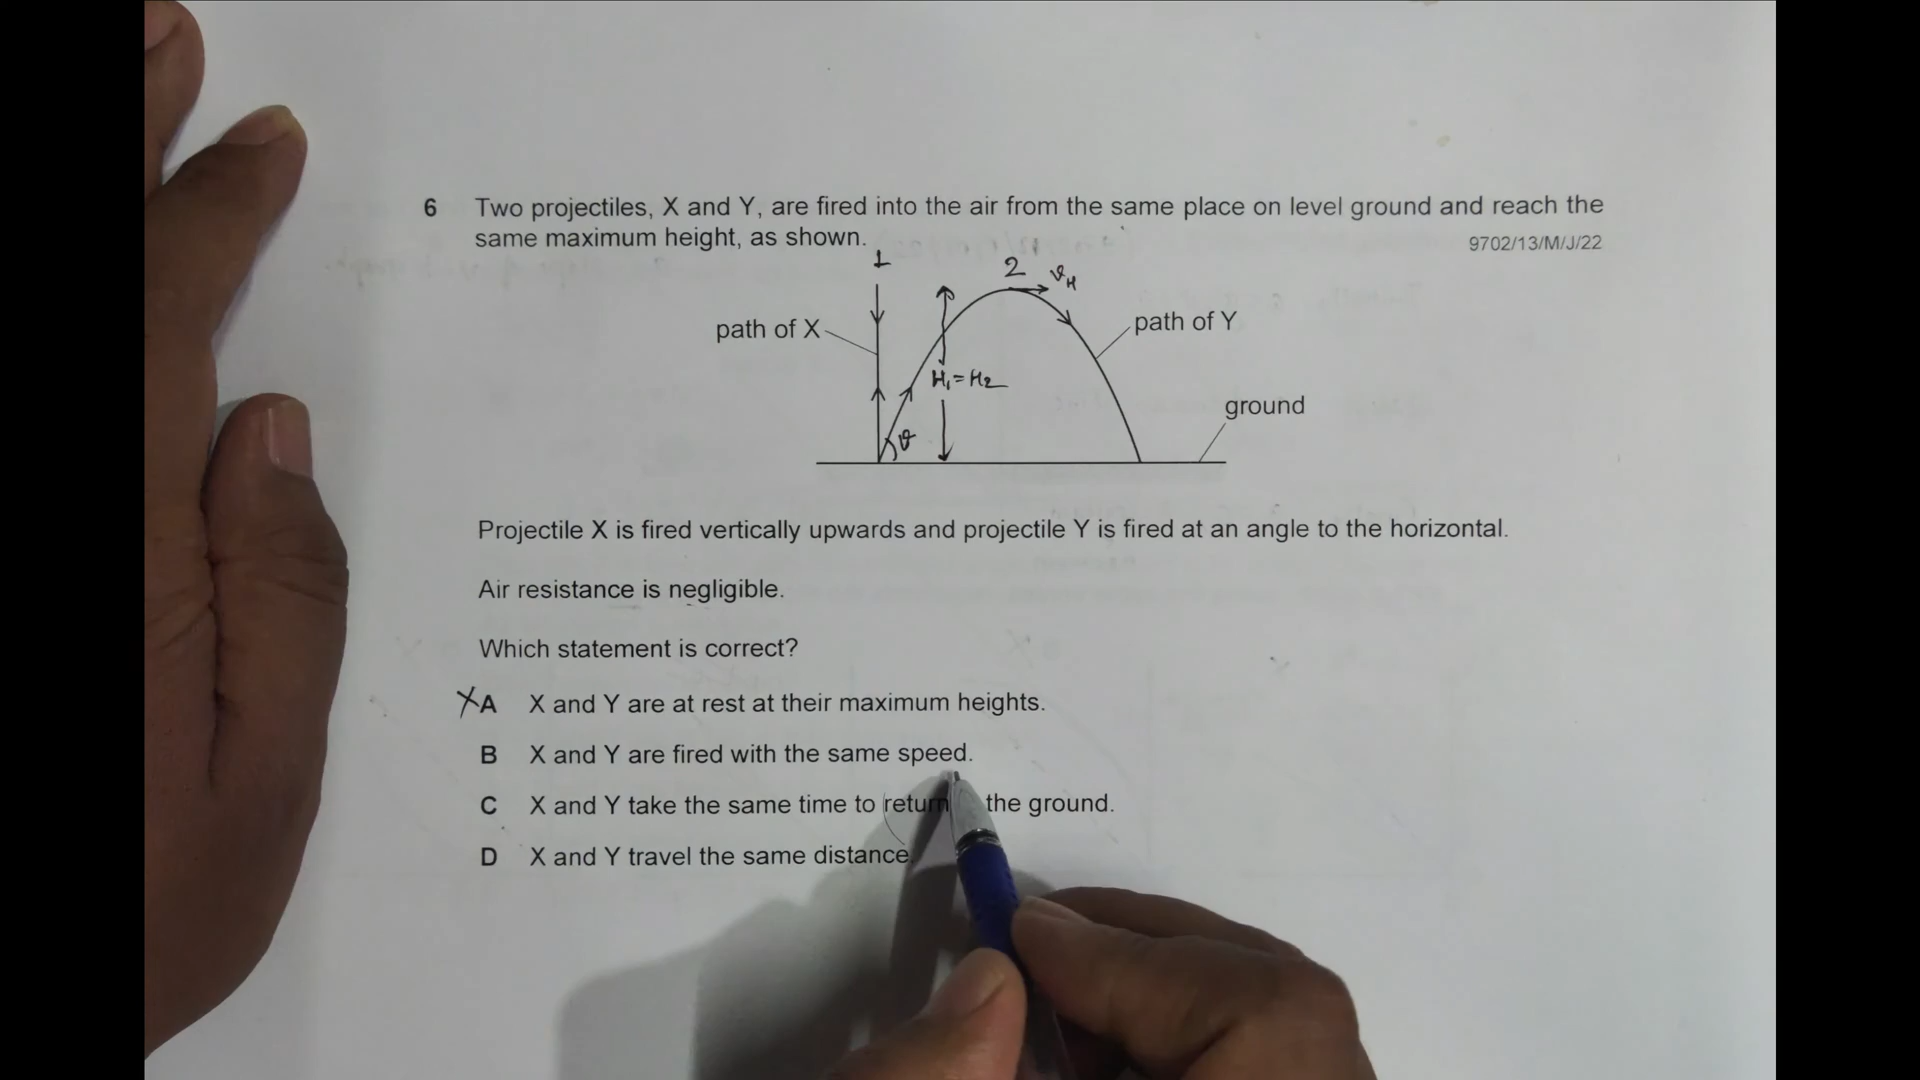 6 Two projectiles, X and Y, are fired into the air from the same place on level ground and reach the
same maximum height, as shown.
9702/13/M/J/22
1
2
path of X
path of Y
H₁ = H₂
ground
θ
Projectile X is fired vertically upwards and projectile Y is fired at an angle to the horizontal.
Air resistance is negligible.
Which statement is correct?
XA X and Y are at rest at their maximum heights.
B X and Y are fired with the same speed.
C X and Y take the same time to return the ground.
D X and Y travel the same distance.